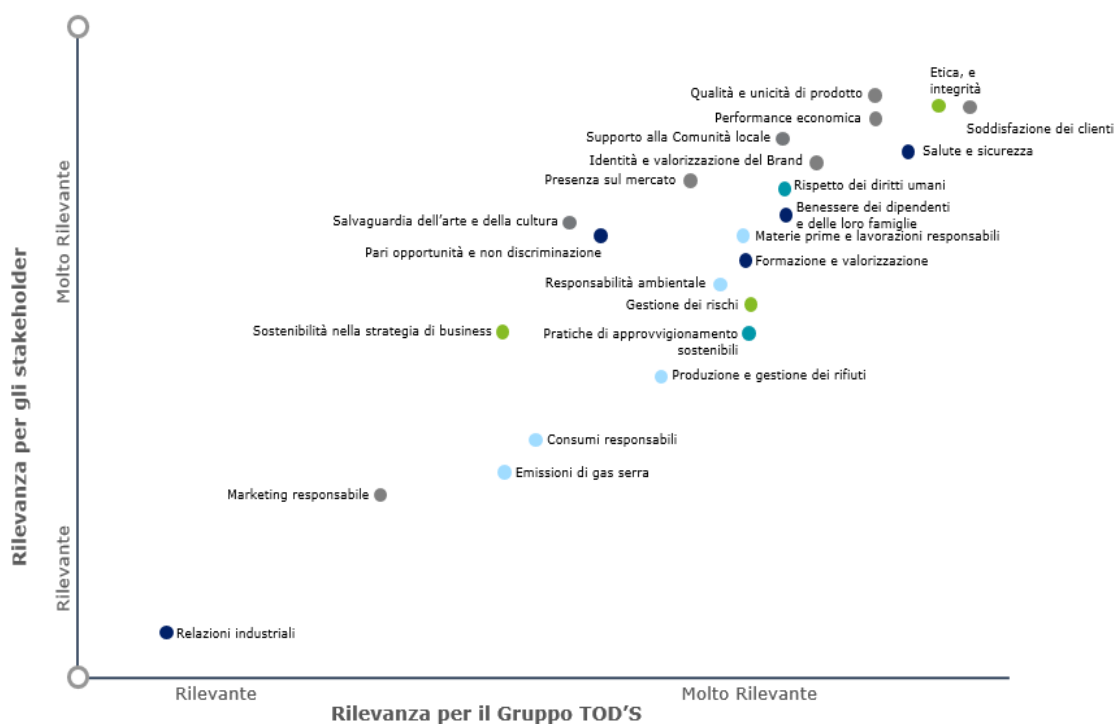 Etica, e
integrità
Qualità e unicità di prodotto
Performance economica
Soddisfazione dei clienti
Supporto alla Comunità locale
Salute e sicurezza
Identità e valorizzazione del Brand
Presenza sul mercato
Rispetto dei diritti umani
Benessere dei dipendenti
e delle loro famiglie
Salvaguardia dell'arte e della cultura
Materie prime e lavorazioni responsabili
Pari opportunità e non discriminazione
Formazione e valorizzazione
Responsabilità ambientale
Gestione dei rischi
Sostenibilità nella strategia di business
Pratiche di approvvigionamento
sostenibili
Produzione e gestione dei rifiuti
Consumi responsabili
Emissioni di gas serra
Marketing responsabile
Relazioni industriali
Rilevanza per gli stakeholder
Molto Rilevante
Rilevante
Rilevante
Molto Rilevante
Rilevanza per il Gruppo TOD'S